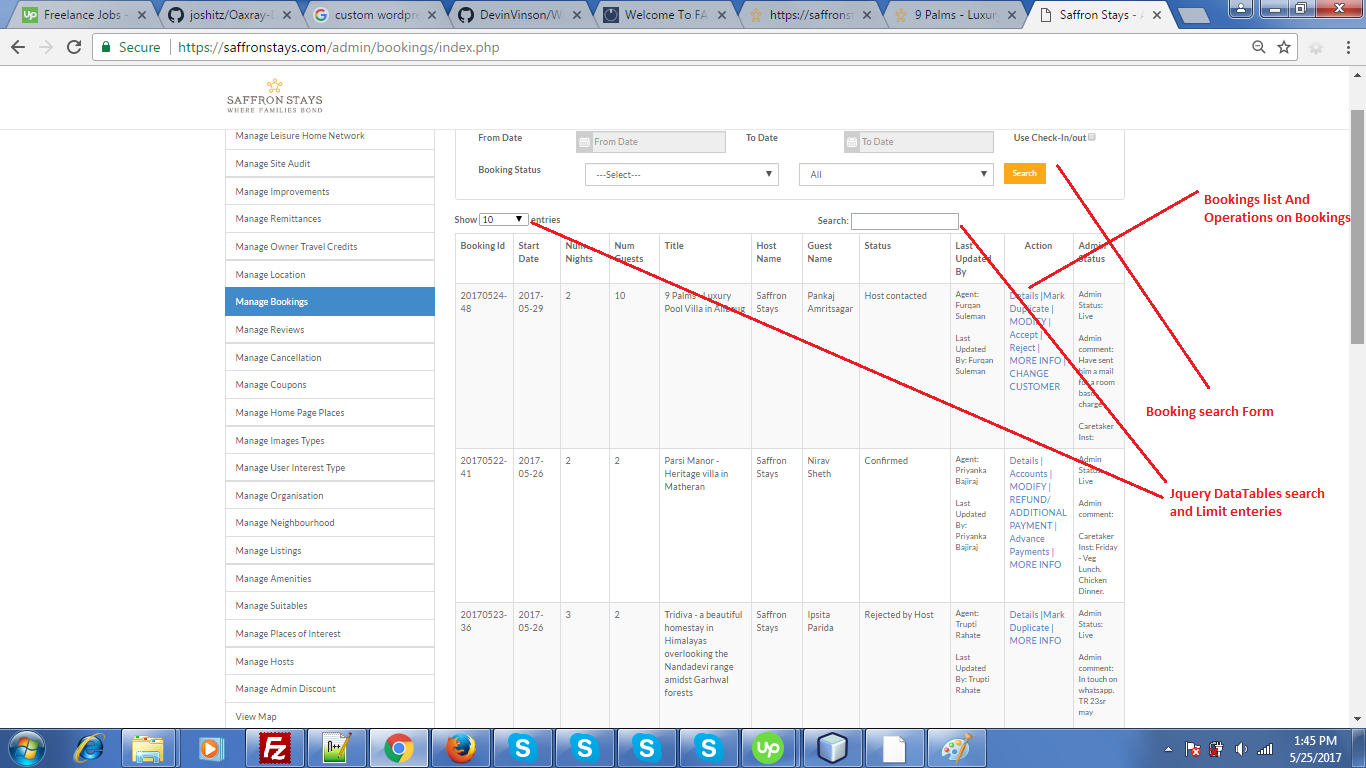 Freelance Jobs -
joshitz/Oaxray-D
custom wordpre
DevinVinson/W
Welcome To FA
https://saffronst
9 Palms - Luxury
Saffron Stays - A
Secure
https://saffronstays.com/admin/bookings/index.php
SAFFRON STAYS
WHERE FAMILIES BOND
Manage Leisure Home Network
Manage Site Audit
Manage Improvements
Manage Remittances
Manage Owner Travel Credits
Manage Location
Manage Bookings
Manage Reviews
Manage Cancellation
Manage Coupons
Manage Home Page Places
Manage Images Types
Manage User Interest Type
Manage Organisation
Manage Neighbourhood
Manage Listings
Manage Amenities
Manage Suitables
Manage Places of Interest
Manage Hosts
Manage Admin Discount
View Map
From Date
From Date
To Date
To Date
Use Check-In/out
Booking Status
---Select---
All
Search
Show 10 entries
Search:
Booking Id
Start
Date
Num
Nights
Num
Guests
Title
Host
Name
Guest
Name
Status
Last
Updated
By
Action
Admin
Status
20170524-
48
2017-
05-29
2
10
9 Palms - Luxury
Pool Villa in Alibaug
Saffron
Stays
Pankaj
Amritsagar
Host contacted
Agent:
Furqan
Suleman
Last
Updated
By: Furqan
Suleman
Details |Mark
Duplicate |
MODIFY |
Accept |
Reject |
MORE INFO |
CHANGE
CUSTOMER
Admin
Status:
Live
Admin
comment:
Have sent
him a mail
for a room
base
charge
Caretaker
Inst:
20170522-
41
2017-
05-26
2
2
Parsi Manor -
Heritage villa in
Matheran
Saffron
Stays
Nirav
Sheth
Confirmed
Agent:
Priyanka
Bajiraj
Last
Updated
By:
Priyanka
Bajiraj
Details |
Accounts |
MODIFY |
REFUND/
ADDITIONAL
PAYMENT |
Advance
Payments |
MORE INFO
Admin
Status:
Live
Admin
comment:
Caretaker
Inst: Friday
- Veg
Lunch.
Chicken
Dinner.
20170523-
36
2017-
05-26
3
2
Tridiva - a beautiful
homestay in
Himalayas
overlooking the
Nandadevi range
amidst Garhwal
forests
Saffron
Stays
Ipsita
Parida
Rejected by Host
Agent:
Trupti
Rahate
Last
Updated
By: Trupti
Rahate
Details |Mark
Duplicate |
MORE INFO
Admin
Status:
Live
Admin
comment:
In touch on
whatsapp.
TR 23sr
may
Bookings list And
Operations on Bookings
Booking search Form
Jquery DataTables search
and Limit enteries
1:45 PM
5/25/2017